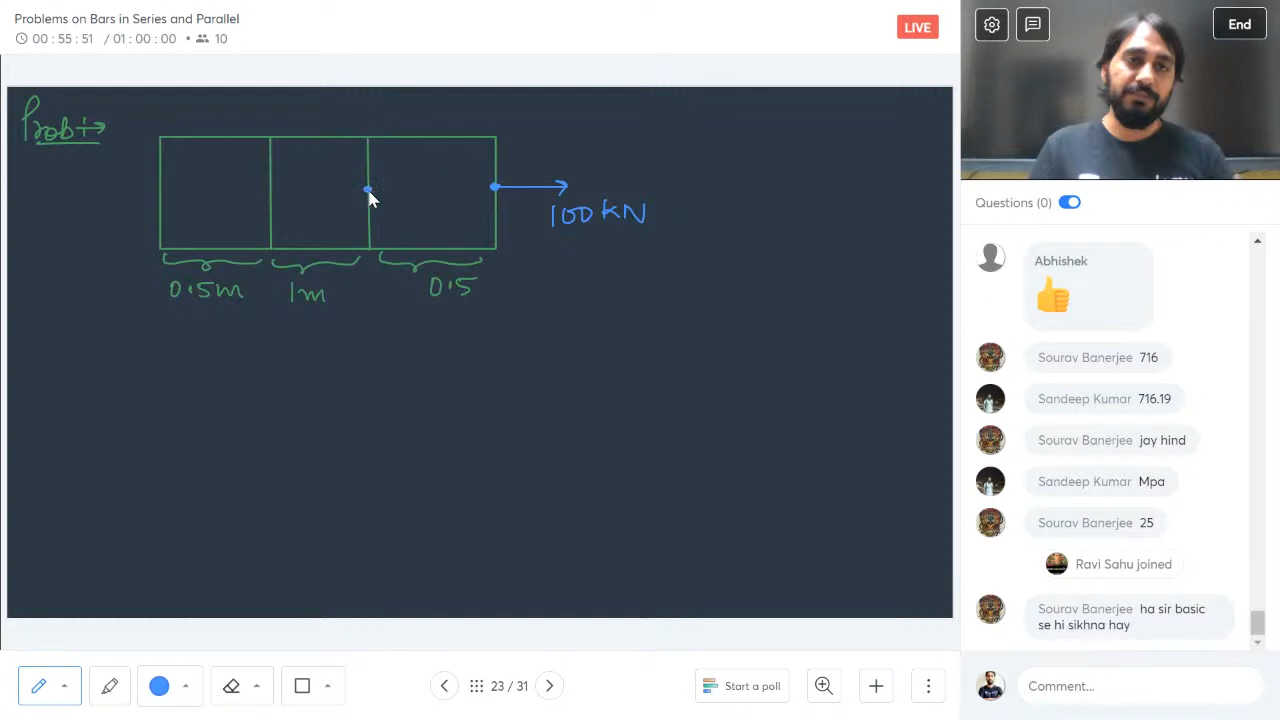 Problems on Bars in Series and Parallel
00 : 55 : 51 / 01 : 00 : 00 • 10
LIVE
End
Prob
100 KN
0.5m 1m 0.5
Questions (0)
Abhishek
Sourav Banerjee 716
Sandeep Kumar 716.19
Sourav Banerjee jay hind
Sandeep Kumar Mpa
Sourav Banerjee 25
Ravi Sahu joined
Sourav Banerjee ha sir basic
se hi sikhna hay
23 / 31
Start a poll
Comment...